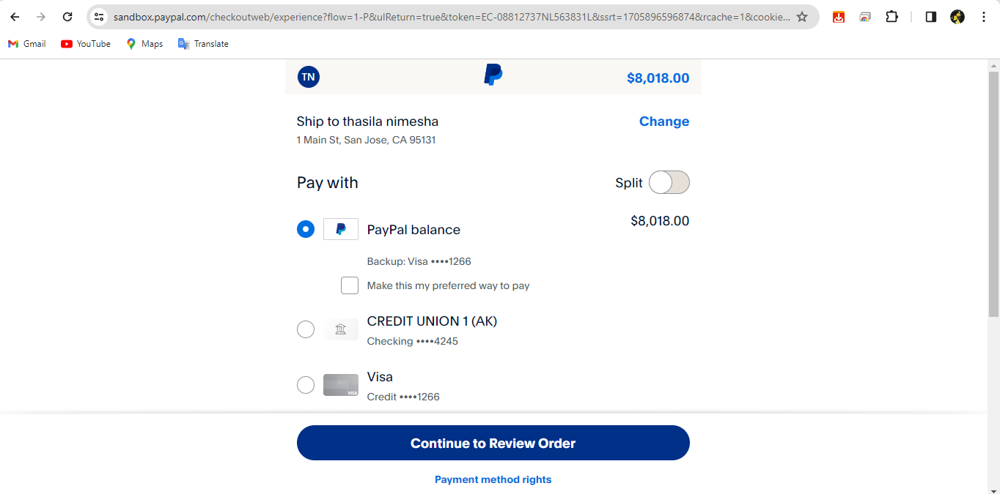 sandbox.paypal.com/checkoutweb/experience?flow=1-P&ulReturn=true&token=EC-08812737NL563831L&ssrt=1705896596874&rcache=1&cookie...
Gmail YouTube Maps Translate
TN $8,018.00
Ship to thasila nimesha Change
1 Main St, San Jose, CA 95131
Pay with Split
PayPal balance $8,018.00
Backup: Visa ••••1266
Make this my preferred way to pay
CREDIT UNION 1 (AK)
Checking ••••4245
Visa
VISA
Credit ••••1266
Continue to Review Order
Payment method rights